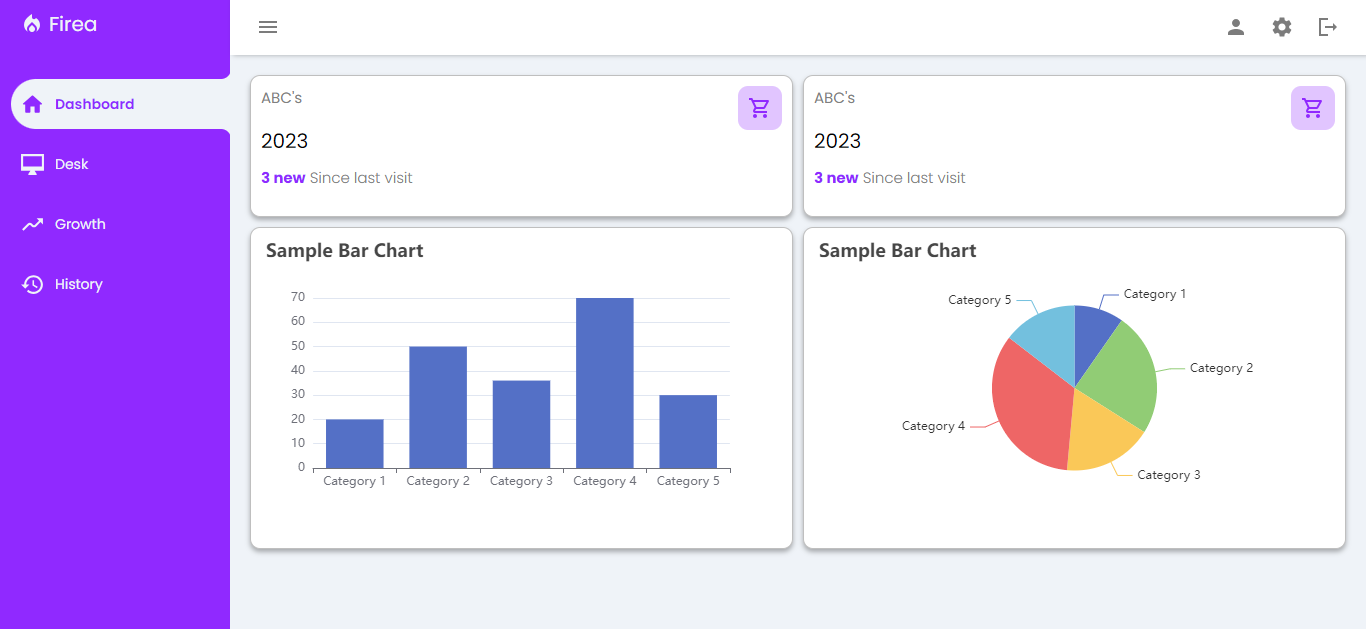 Firea
Dashboard
Desk
Growth
History
ABC's
2023
3 new Since last visit
ABC's
2023
3 new Since last visit
Sample Bar Chart
70
60
50
40
30
20
10
0
Category 1 Category 2 Category 3 Category 4 Category 5
Sample Bar Chart
Category 5 Category 1
Category 2
Category 4
Category 3